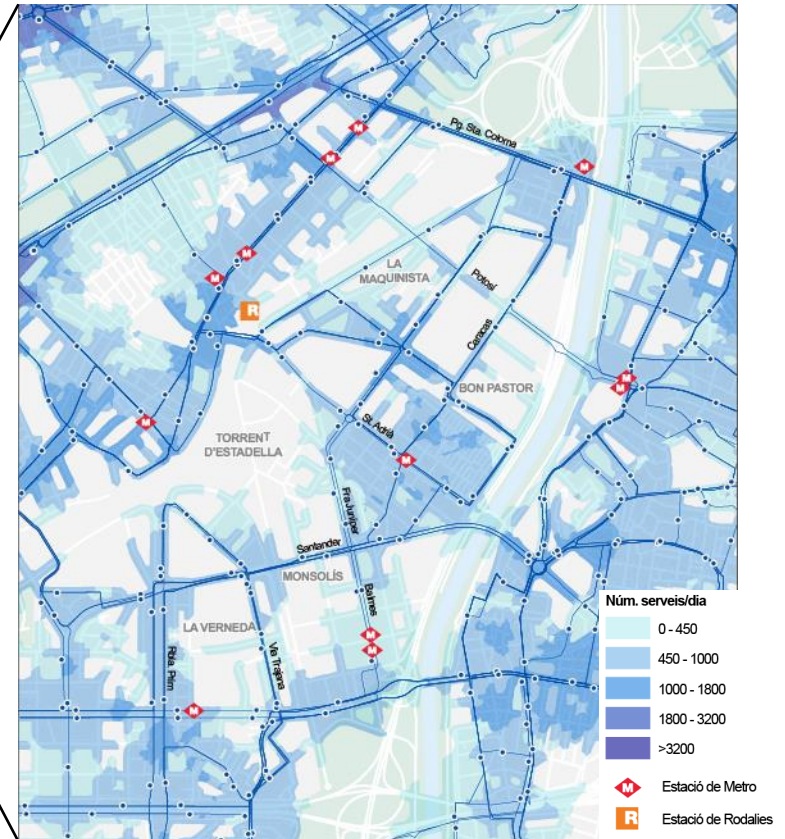 Pg. Sta. Coloma
M
M
M
M
M
R
LA
MAQUINISTA
Potosí
Caracas
M
M
BON PASTOR
M
St. Adrià
TORRENT
D'ESTADELLA
M
Fra Juníper
Santander
MONSOLÍS
Balmes
LA VERNEDA
M
M
Rbla. Prim
Via Trajana
M
Núm. serveis/dia
0 - 450
450 - 1000
1000 - 1800
1800 - 3200
>3200
M Estació de Metro
R Estació de Rodalies